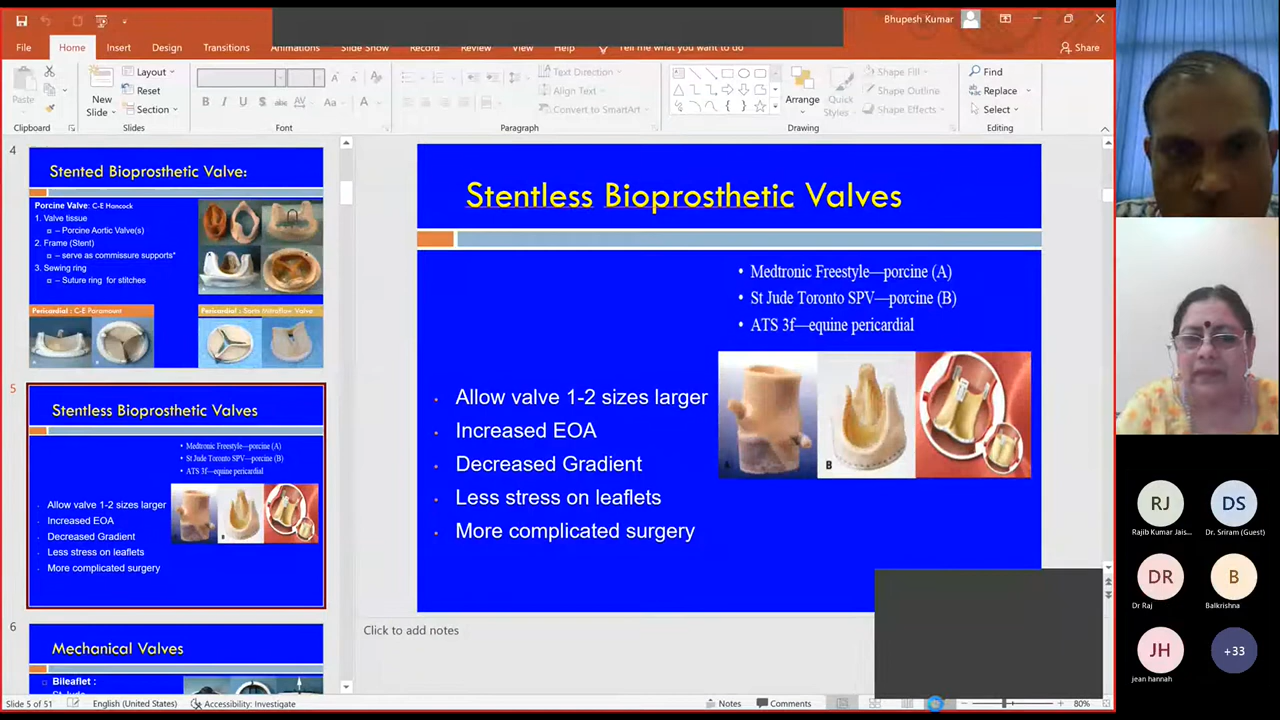 Bhupesh Kumar
File
Home
Insert
Design
Transitions
Animations
Slide Show
Record
Review
View
Help
Tell me what you want to do
Share
Paste
New
Slide
Layout
Reset
Section
B I U S abc AV Aa A
Text Direction
Align Text
Convert to SmartArt
Arrange
Quick
Styles
Shape Fill
Shape Outline
Shape Effects
Find
Replace
Select
Clipboard
Slides
Font
Paragraph
Drawing
Editing
4
Stented Bioprosthetic Valve:
Porcine Valve: C-E Hancock
1. Valve tissue
– Porcine Aortic Valve(s)
2. Frame (Stent)
– serve as commissure supports*
3. Sewing ring
– Suture ring for stitches
Pericardial : C-E Paramount
Pericardial : Sorin Mitroflow Valve
5
Stentless Bioprosthetic Valves
• Medtronic Freestyle—porcine (A)
• St Jude Toronto SPV—porcine (B)
• ATS 3f—equine pericardial
Allow valve 1-2 sizes larger
Increased EOA
Decreased Gradient
Less stress on leaflets
More complicated surgery
6
Mechanical Valves
Bileaflet :
Stentless Bioprosthetic Valves
• Medtronic Freestyle—porcine (A)
• St Jude Toronto SPV—porcine (B)
• ATS 3f—equine pericardial
A
B
• Allow valve 1-2 sizes larger
• Increased EOA
• Decreased Gradient
• Less stress on leaflets
• More complicated surgery
Click to add notes
Slide 5 of 51
English (United States)
Accessibility: Investigate
Notes
Comments
80%
RJ
Rajib Kumar Jais...
DS
Dr. Sriram (Guest)
DR
Dr Raj
B
Balkrishna
JH
jean hannah
+33